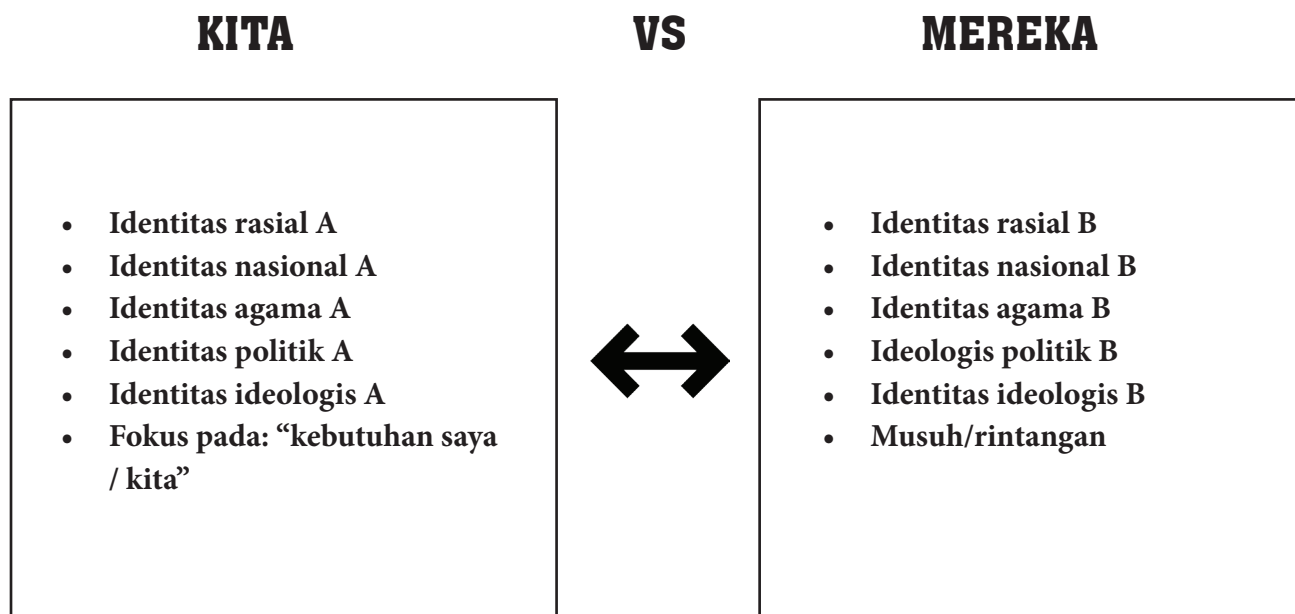 KITA VS MEREKA
• Identitas rasial A
• Identitas nasional A
• Identitas agama A
• Identitas politik A
• Identitas ideologis A
• Fokus pada: “kebutuhan saya
/ kita”
• Identitas rasial B
• Identitas nasional B
• Identitas agama B
• Ideologis politik B
• Identitas ideologis B
• Musuh/rintangan